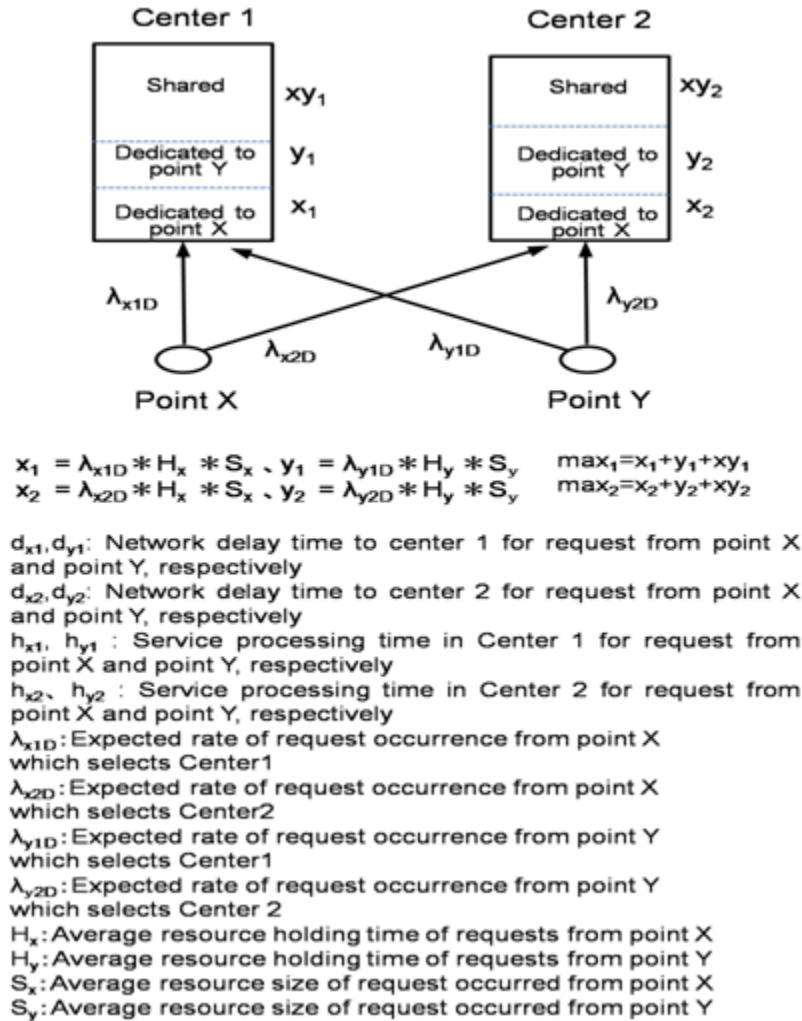 Center 1
Center 2
Shared
xy₁
Shared
xy₂
Dedicated to
point Y
y₁
Dedicated to
point Y
y₂
Dedicated to
point X
x₁
Dedicated to
point X
x₂
λx1D
λx2D
λy1D
λy2D
Point X
Point Y
x₁ = λx1D * Hx * Sx 、 y₁ = λy1D * Hy * Sy max₁=x₁+y₁+xy₁
x₂ = λx2D * Hx * Sx 、 y₂ = λy2D * Hy * Sy max₂=x₂+y₂+xy₂
dx1,dy1: Network delay time to center 1 for request from point X
and point Y, respectively
dx2,dy2: Network delay time to center 2 for request from point X
and point Y, respectively
hx1, hy1 : Service processing time in Center 1 for request from
point X and point Y, respectively
hx2、 hy2 : Service processing time in Center 2 for request from
point X and point Y, respectively
λx1D:Expected rate of request occurrence from point X
which selects Center1
λx2D:Expected rate of request occurrence from point X
which selects Center2
λy1D:Expected rate of request occurrence from point Y
which selects Center1
λy2D:Expected rate of request occurrence from point Y
which selects Center 2
Hx:Average resource holding time of requests from point X
Hy:Average resource holding time of requests from point Y
Sx:Average resource size of request occurred from point X
Sy:Average resource size of request occurred from point Y